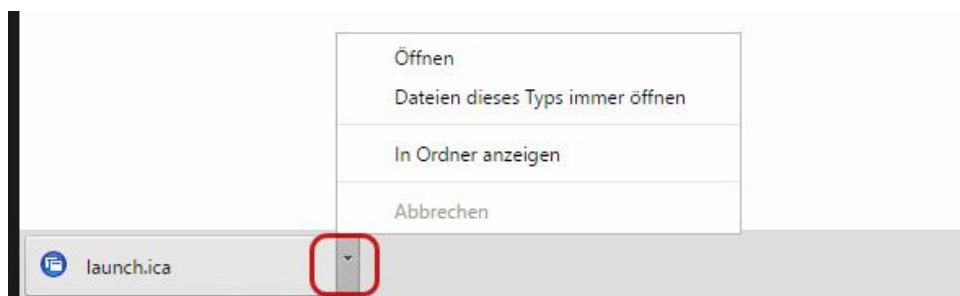 Öffnen
Dateien dieses Typs immer öffnen
In Ordner anzeigen
Abbrechen
launch.ica